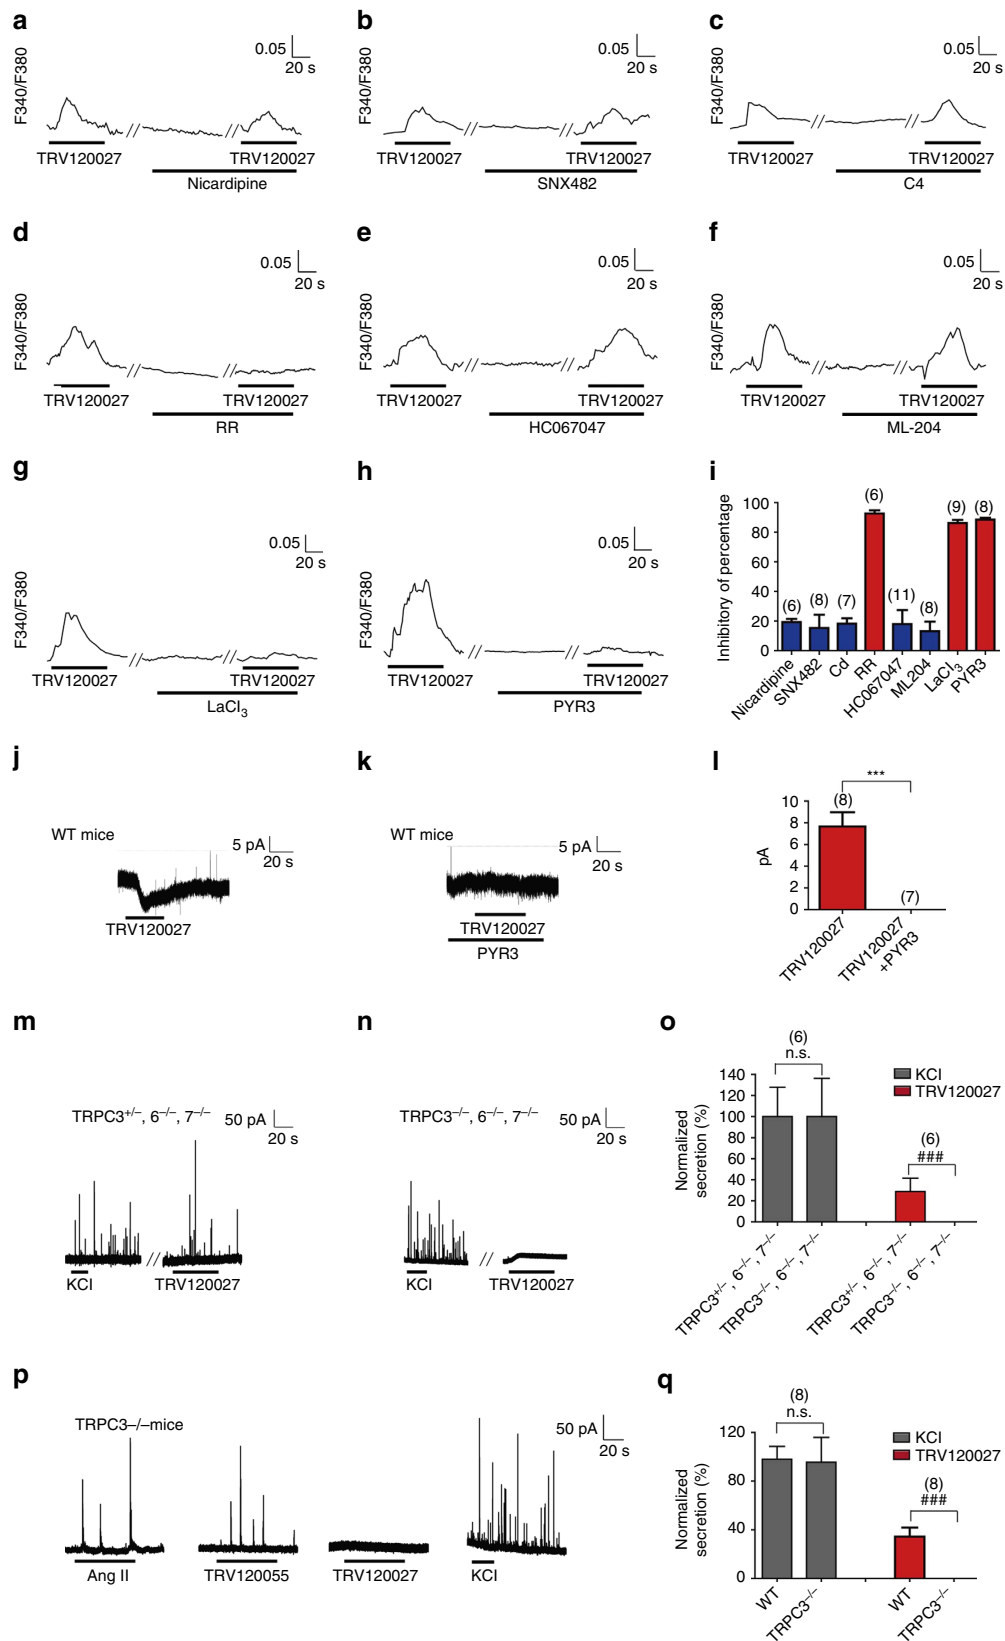 a
F340/F380
0.05
20 s
TRV120027
TRV120027
Nicardipine
b
0.05
20 s
TRV120027
TRV120027
SNX482
c
0.05
20 s
TRV120027
TRV120027
C4
d
F340/F380
0.05
20 s
TRV120027
TRV120027
RR
e
F340/F380
0.05
20 s
TRV120027
TRV120027
HC067047
f
0.05
20 s
TRV120027
TRV120027
ML-204
g
F340/F380
0.05
20 s
TRV120027
TRV120027
LaCl₃
h
F340/F380
0.05
20 s
TRV120027
TRV120027
PYR3
i
Inhibitory of percentage
100
80
60
40
20
0
(6)
(8)
(7)
(6)
(11)
(8)
(9)
(8)
Nicardipine
SNX482
Cd
RR
HC067047
ML204
LaCl₃
PYR3
j
WT mice
5 pA
20 s
TRV120027
k
WT mice
5 pA
20 s
TRV120027
PYR3
l
***
pA
10
8
6
4
2
0
(8)
(7)
TRV120027
TRV120027
+PYR3
m
TRPC3⁺/⁻, 6⁻/⁻, 7⁻/⁻
50 pA
20 s
KCl
TRV120027
n
TRPC3⁻/⁻, 6⁻/⁻, 7⁻/⁻
50 pA
20 s
KCl
TRV120027
o
Normalized
secretion (%)
140
120
100
80
60
40
20
0
(6)
n.s.
KCl
TRV120027
(6)
###
TRPC3⁺/⁻, 6⁻/⁻, 7⁻/⁻
TRPC3⁻/⁻, 6⁻/⁻, 7⁻/⁻
TRPC3⁺/⁻, 6⁻/⁻, 7⁻/⁻
TRPC3⁻/⁻, 6⁻/⁻, 7⁻/⁻
p
TRPC3–/–mice
50 pA
20 s
Ang II
TRV120055
TRV120027
KCl
q
Normalized
secretion (%)
120
80
40
0
(8)
n.s.
KCl
TRV120027
(8)
###
WT
TRPC3⁻/⁻
WT
TRPC3⁻/⁻